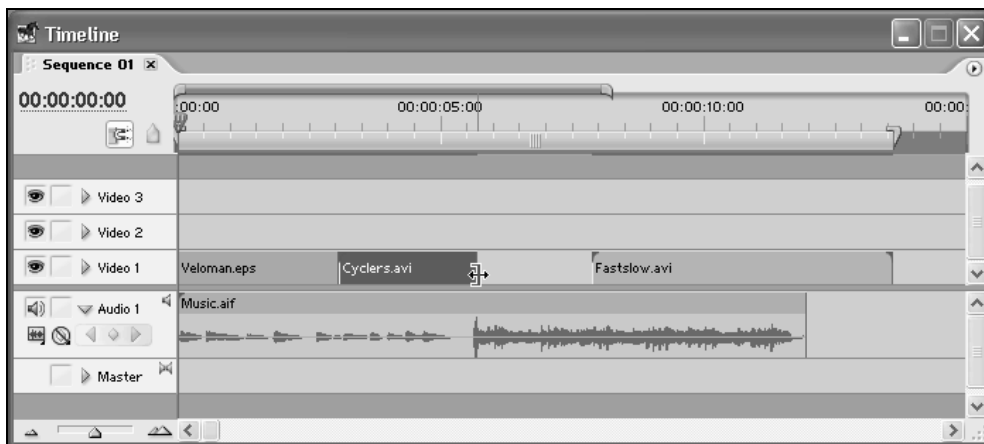 Timeline
Sequence 01
00:00:00:00
:00:00
00:00:05:00
00:00:10:00
00:00:
Video 3
Video 2
Video 1
Veloman.eps
Cyclers.avi
Fastslow.avi
Audio 1
Music.aif
Master